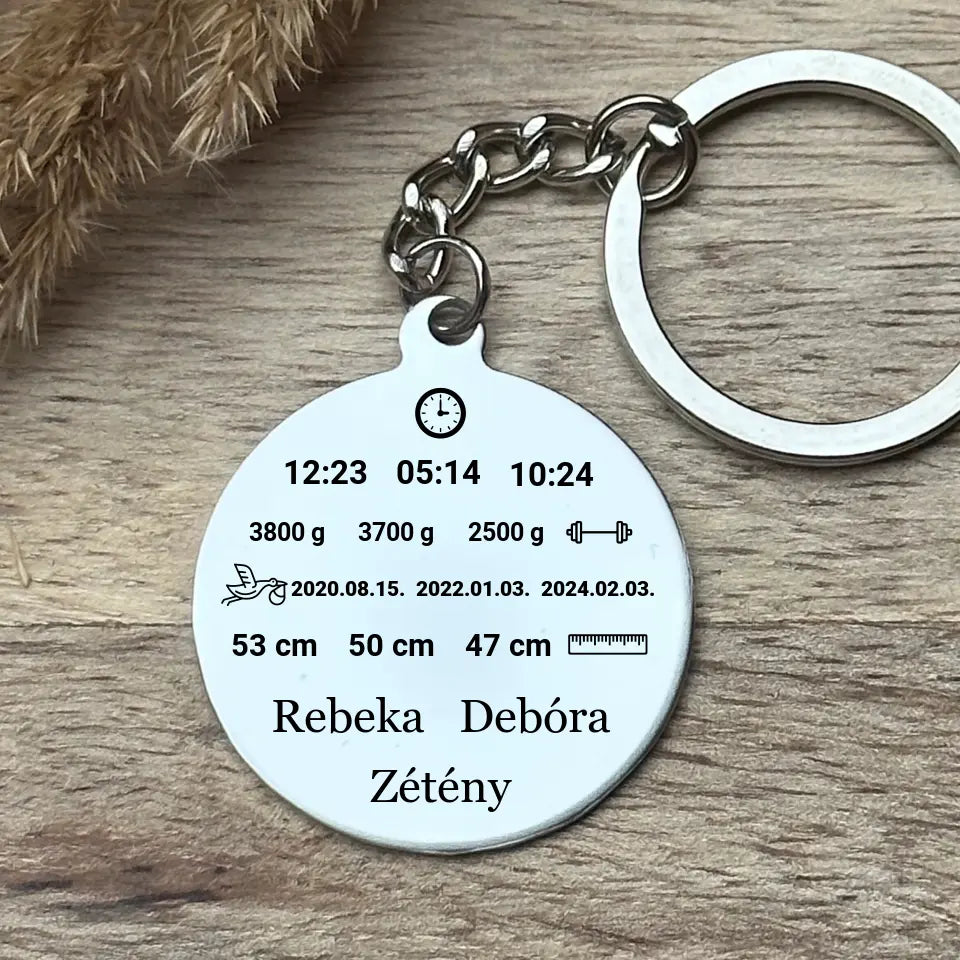 12:23 05:14 10:24
3800 g 3700 g 2500 g
2020.08.15. 2022.01.03. 2024.02.03.
53 cm 50 cm 47 cm
Rebeka Debóra
Zétény